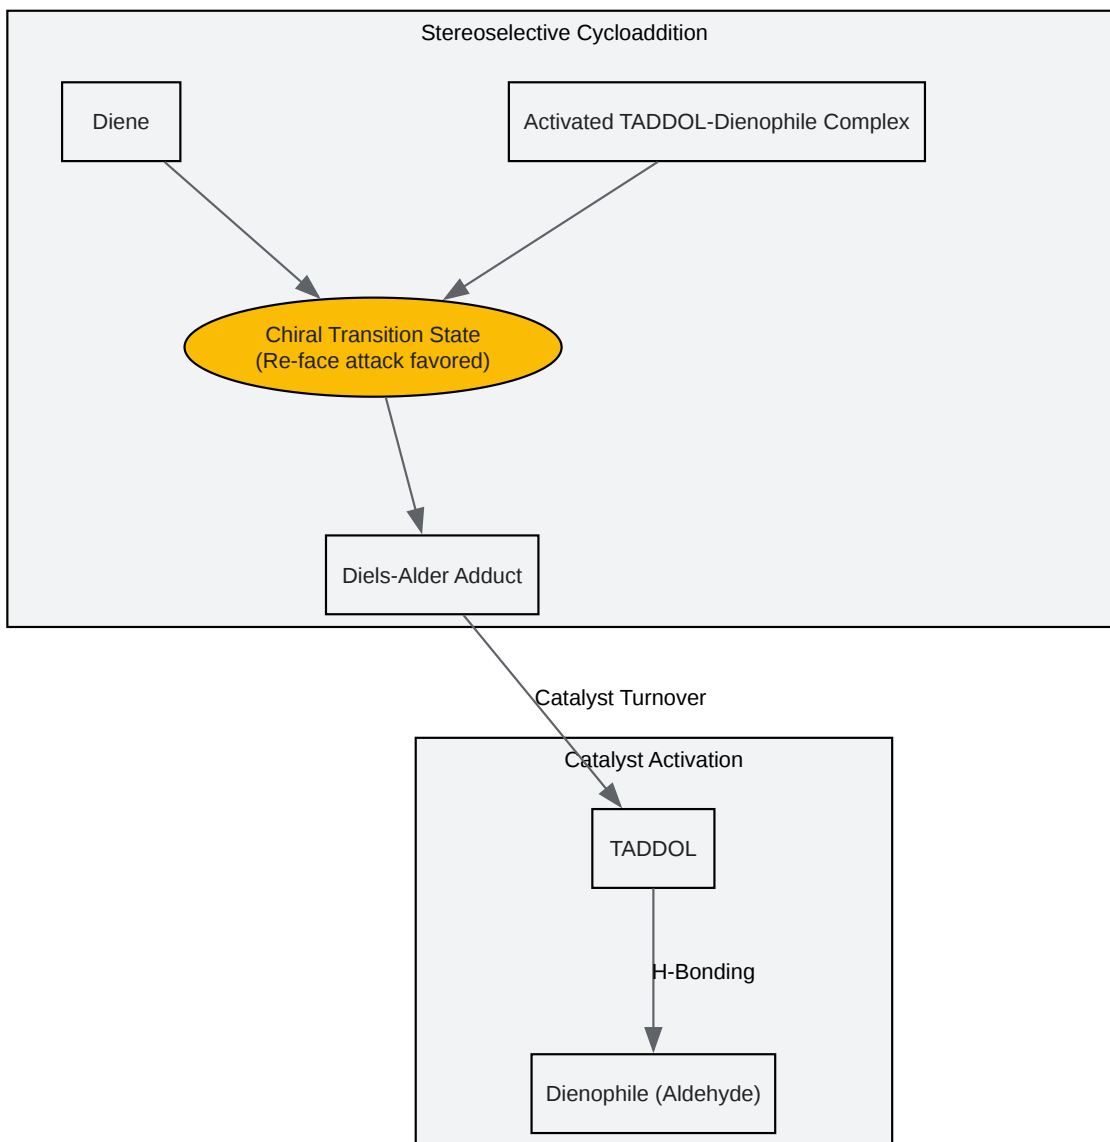 Stereoselective Cycloaddition
Diene
Activated TADDOL-Dienophile Complex
Chiral Transition State
(Re-face attack favored)
Diels-Alder Adduct
Catalyst Turnover
Catalyst Activation
TADDOL
H-Bonding
Dienophile (Aldehyde)